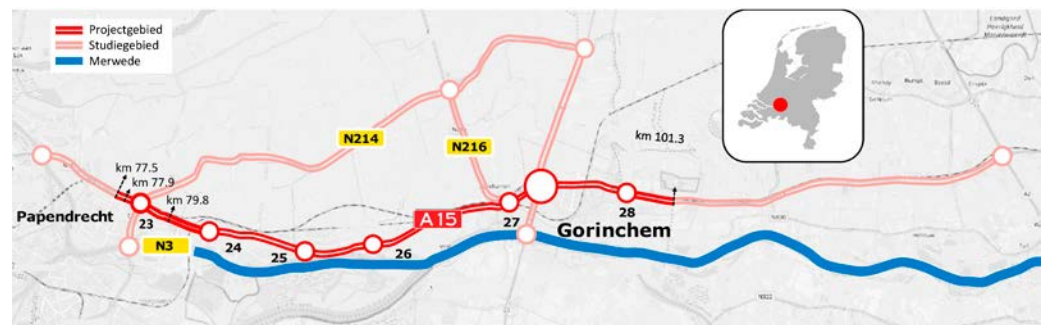 Projectgebied
Studiegebied
Merwede
N214
N216
km 101.3
km 77.5
km 77.9
km 79.8
Papendrecht
23
N3
24
25
26
A15
27
28
Gorinchem